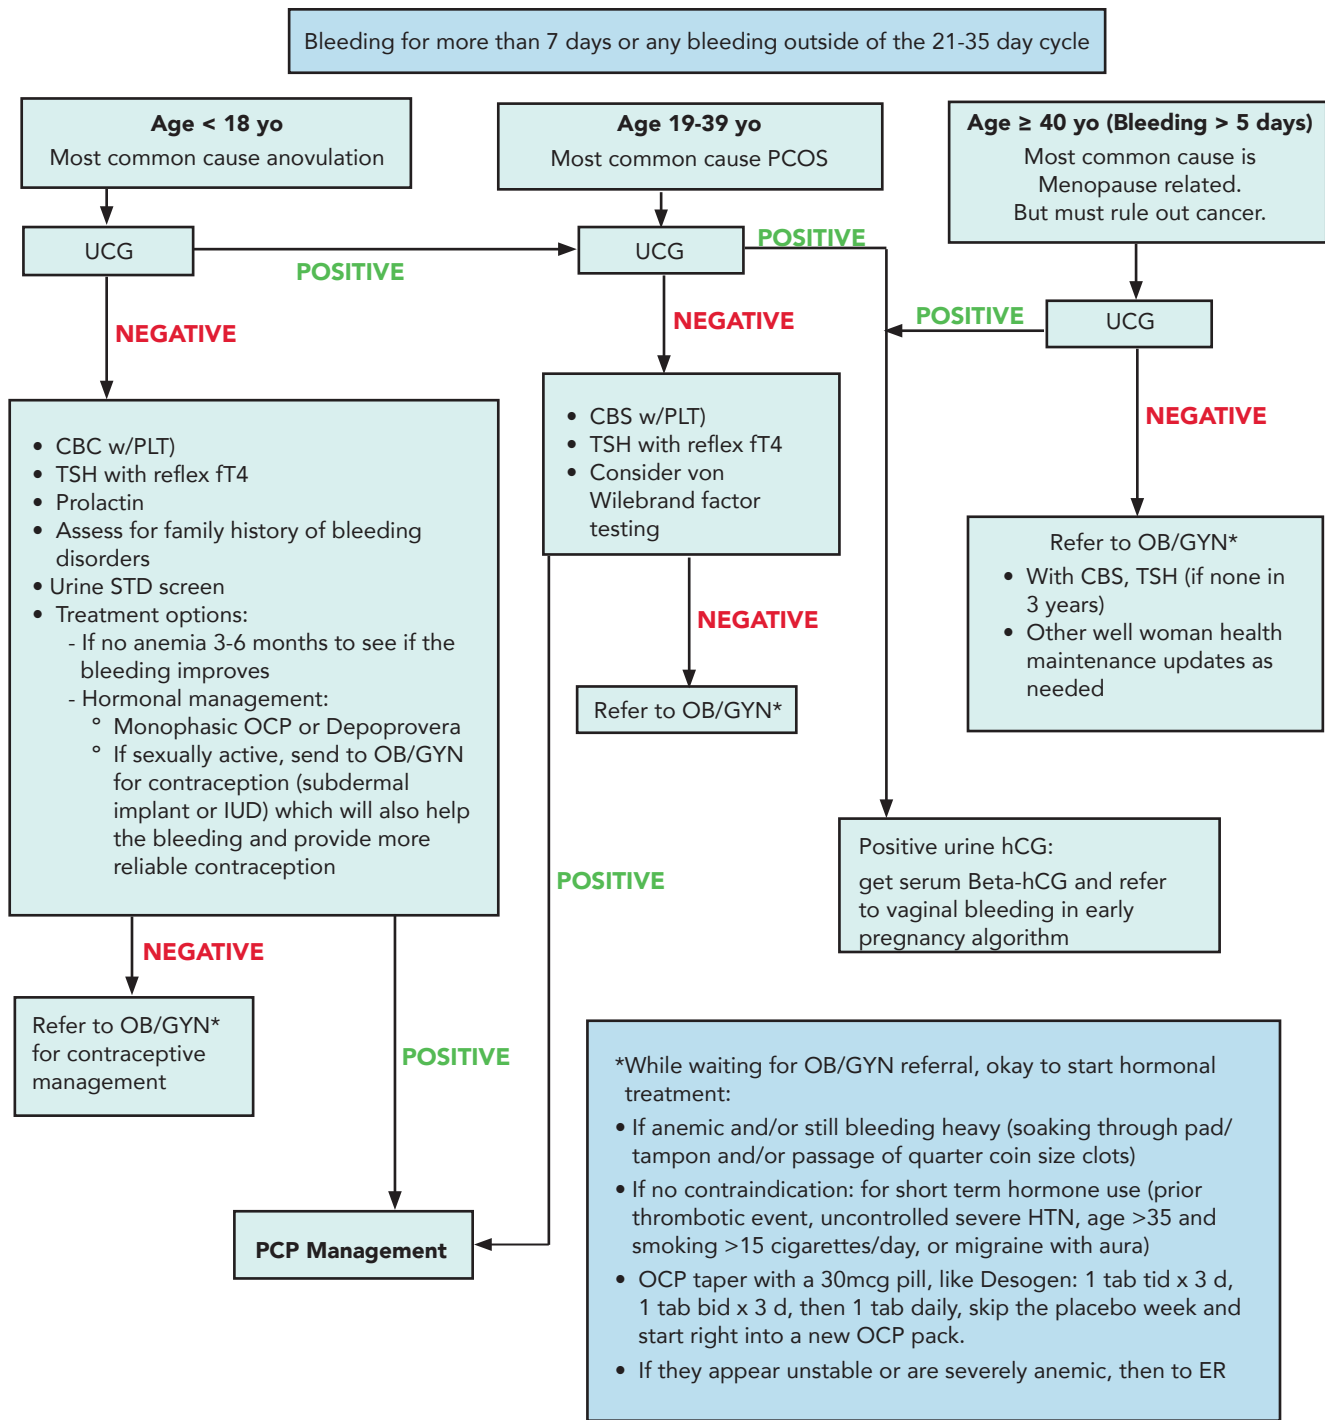 Bleeding for more than 7 days or any bleeding outside of the 21-35 day cycle
Age < 18 yo
Most common cause anovulation
Age 19-39 yo
Most common cause PCOS
Age ≥ 40 yo (Bleeding > 5 days)
Most common cause is
Menopause related.
But must rule out cancer.
UCG
POSITIVE
UCG
POSITIVE
POSITIVE
UCG
NEGATIVE
NEGATIVE
NEGATIVE
• CBC w/PLT)
• TSH with reflex fT4
• Prolactin
• Assess for family history of bleeding
disorders
• Urine STD screen
• Treatment options:
- If no anemia 3-6 months to see if the
bleeding improves
- Hormonal management:
° Monophasic OCP or Depoprovera
° If sexually active, send to OB/GYN
for contraception (subdermal
implant or IUD) which will also help
the bleeding and provide more
reliable contraception
• CBS w/PLT)
• TSH with reflex fT4
• Consider von
Wilebrand factor
testing
NEGATIVE
Refer to OB/GYN*
Refer to OB/GYN*
• With CBS, TSH (if none in
3 years)
• Other well woman health
maintenance updates as
needed
POSITIVE
Positive urine hCG:
get serum Beta-hCG and refer
to vaginal bleeding in early
pregnancy algorithm
NEGATIVE
Refer to OB/GYN*
for contraceptive
management
POSITIVE
PCP Management
*While waiting for OB/GYN referral, okay to start hormonal
treatment:
• If anemic and/or still bleeding heavy (soaking through pad/
tampon and/or passage of quarter coin size clots)
• If no contraindication: for short term hormone use (prior
thrombotic event, uncontrolled severe HTN, age >35 and
smoking >15 cigarettes/day, or migraine with aura)
• OCP taper with a 30mcg pill, like Desogen: 1 tab tid x 3 d,
1 tab bid x 3 d, then 1 tab daily, skip the placebo week and
start right into a new OCP pack.
• If they appear unstable or are severely anemic, then to ER